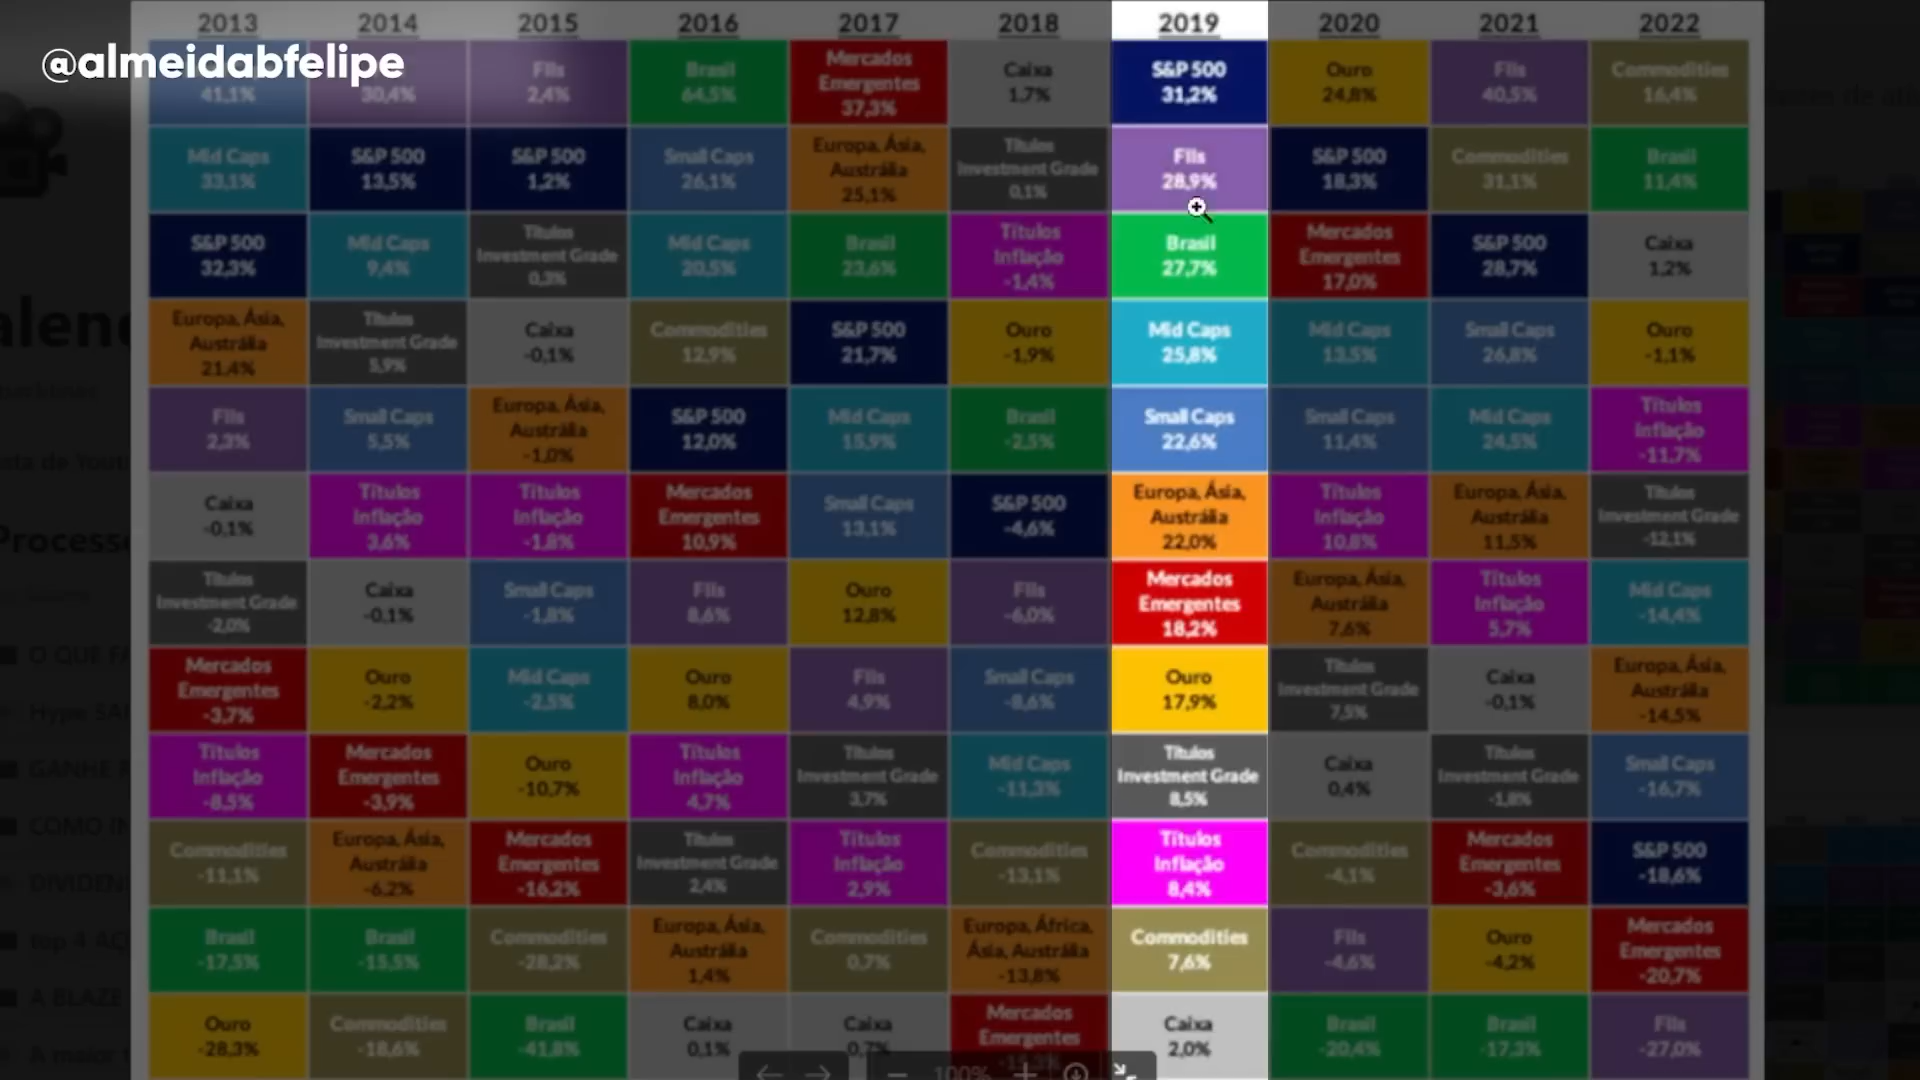 2013 2014 2015 2016 2017 2018 2019 2020 2021 2022
@almeidabfelipe
41,1%
30,4%
FIIs
2,4%
Brasil
64,5%
Mercados
Emergentes
37,3%
Caixa
1,7%
S&P 500
31,2%
Ouro
24,8%
FIIs
40,5%
Commodities
16,4%
Mid Caps
33,1%
S&P 500
13,5%
S&P 500
1,2%
Small Caps
26,1%
Europa, Ásia,
Austrália
25,1%
Títulos
Investment Grade
0,1%
FIIs
28,9%
S&P 500
18,3%
Commodities
31,1%
Brasil
11,4%
S&P 500
32,3%
Mid Caps
9,4%
Títulos
Investment Grade
0,3%
Mid Caps
20,5%
Brasil
23,6%
Títulos
Inflação
-1,4%
Brasil
27,7%
Mercados
Emergentes
17,0%
S&P 500
28,7%
Caixa
1,2%
Europa, Ásia,
Austrália
21,4%
Títulos
Investment Grade
5,9%
Caixa
-0,1%
Commodities
12,9%
S&P 500
21,7%
Ouro
-1,9%
Mid Caps
25,8%
Mid Caps
13,5%
Small Caps
26,8%
Ouro
-1,1%
FIIs
2,3%
Small Caps
5,5%
Europa, Ásia,
Austrália
-1,0%
S&P 500
12,0%
Mid Caps
15,9%
Brasil
-2,5%
Small Caps
22,6%
Small Caps
11,4%
Mid Caps
24,5%
Títulos
Inflação
-11,7%
Caixa
-0,1%
Títulos
Inflação
3,6%
Títulos
Inflação
-1,8%
Mercados
Emergentes
10,9%
Small Caps
13,1%
S&P 500
-4,6%
Europa, Ásia,
Austrália
22,0%
Títulos
Inflação
10,8%
Europa, Ásia,
Austrália
11,5%
Títulos
Investment Grade
-12,1%
Títulos
Investment Grade
-2,0%
Caixa
-0,1%
Small Caps
-1,8%
FIIs
8,6%
Ouro
12,8%
FIIs
-6,0%
Mercados
Emergentes
18,2%
Europa, Ásia,
Austrália
7,6%
Títulos
Inflação
5,7%
Mid Caps
-14,4%
Mercados
Emergentes
-3,7%
Ouro
-2,2%
Mid Caps
-2,5%
Ouro
8,0%
FIIs
4,9%
Small Caps
-8,6%
Ouro
17,9%
Títulos
Investment Grade
7,5%
Caixa
-0,1%
Europa, Ásia,
Austrália
-14,5%
Títulos
Inflação
-8,5%
Mercados
Emergentes
-3,9%
Ouro
-10,7%
Títulos
Inflação
4,7%
Títulos
Investment Grade
3,7%
Mid Caps
-11,3%
Títulos
Investment Grade
8,5%
Caixa
0,4%
Títulos
Investment Grade
-1,8%
Small Caps
-16,7%
Commodities
-11,1%
Europa, Ásia,
Austrália
-6,2%
Mercados
Emergentes
-16,2%
Títulos
Investment Grade
2,4%
Títulos
Inflação
2,9%
Commodities
-13,1%
Títulos
Inflação
8,4%
Commodities
-4,1%
Mercados
Emergentes
-3,6%
S&P 500
-18,6%
Brasil
-17,5%
Brasil
-15,5%
Commodities
-28,2%
Europa, Ásia,
Austrália
1,4%
Commodities
0,7%
Europa, África,
Ásia, Austrália
-13,8%
Commodities
7,6%
FIIs
-4,6%
Ouro
-4,2%
Mercados
Emergentes
-20,7%
Ouro
-28,3%
Commodities
-18,6%
Brasil
-41,8%
Caixa
0,1%
Caixa
0,7%
Mercados
Emergentes
Caixa
2,0%
Brasil
-20,4%
Brasil
-17,3%
FIIs
-27,0%
100%
O QUE
Hype
COMO
top 4
A BLAZE
A maior